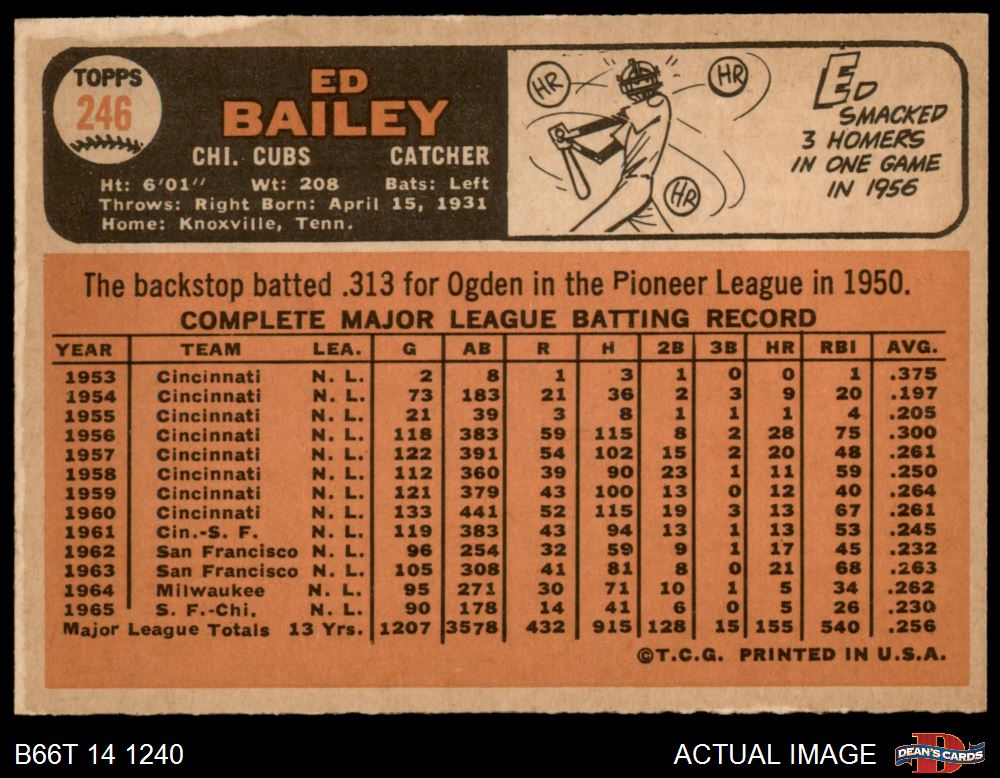 TOPPS
246
ED
BAILEY
CHI. CUBS CATCHER
Ht: 6'01" Wt: 208 Bats: Left
Throws: Right Born: April 15, 1931
Home: Knoxville, Tenn.
HR
HR
HR
ED
SMACKED
3 HOMERS
IN ONE GAME
IN 1956
The backstop batted .313 for Ogden in the Pioneer League in 1950.
COMPLETE MAJOR LEAGUE BATTING RECORD
YEAR TEAM LEA. G AB R H 2B 3B HR RBI AVG.
1953 Cincinnati N. L. 2 8 1 3 1 0 0 1 .375
1954 Cincinnati N. L. 73 183 21 36 2 3 9 20 .197
1955 Cincinnati N. L. 21 39 3 8 1 1 1 4 .205
1956 Cincinnati N. L. 118 383 59 115 8 2 28 75 .300
1957 Cincinnati N. L. 122 391 54 102 15 2 20 48 .261
1958 Cincinnati N. L. 112 360 39 90 23 1 11 59 .250
1959 Cincinnati N. L. 121 379 43 100 13 0 12 40 .264
1960 Cincinnati N. L. 133 441 52 115 19 3 13 67 .261
1961 Cin.-S. F. N. L. 119 383 43 94 13 1 13 53 .245
1962 San Francisco N. L. 96 254 32 59 9 1 17 45 .232
1963 San Francisco N. L. 105 308 41 81 8 0 21 68 .263
1964 Milwaukee N. L. 95 271 30 71 10 1 5 34 .262
1965 S. F.-Chi. N. L. 90 178 14 41 6 0 5 26 .230
Major League Totals 13 Yrs. 1207 3578 432 915 128 15 155 540 .256
©T.C.G. PRINTED IN U.S.A.
B66T 14 1240 ACTUAL IMAGE DEAN'S CARDS